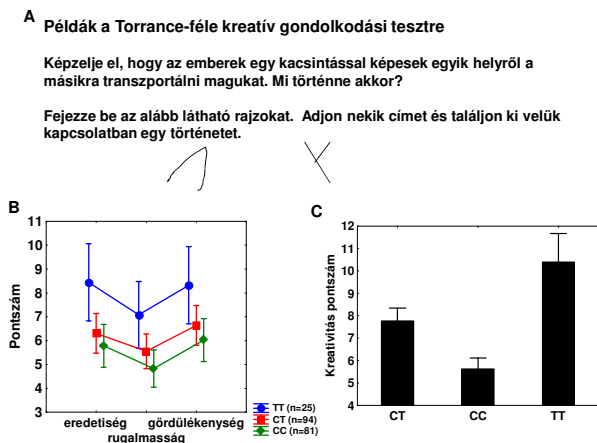 A Példák a Torrance-féle kreatív gondolkodási tesztre
Képzelje el, hogy az emberek egy kacsintással képesek egyik helyről a
másikra transzportálni magukat. Mi történne akkor?
Fejezze be az alább látható rajzokat. Adjon nekik címet és találjon ki velük
kapcsolatban egy történetet.
B
11
10
9
8
7
6
5
4
3
Pontszám
eredetiség
rugalmasság
gördülékenység
TT (n=25)
CT (n=94)
CC (n=81)
C
12
11
10
9
8
7
6
5
4
Kreativitás pontszám
CT CC TT